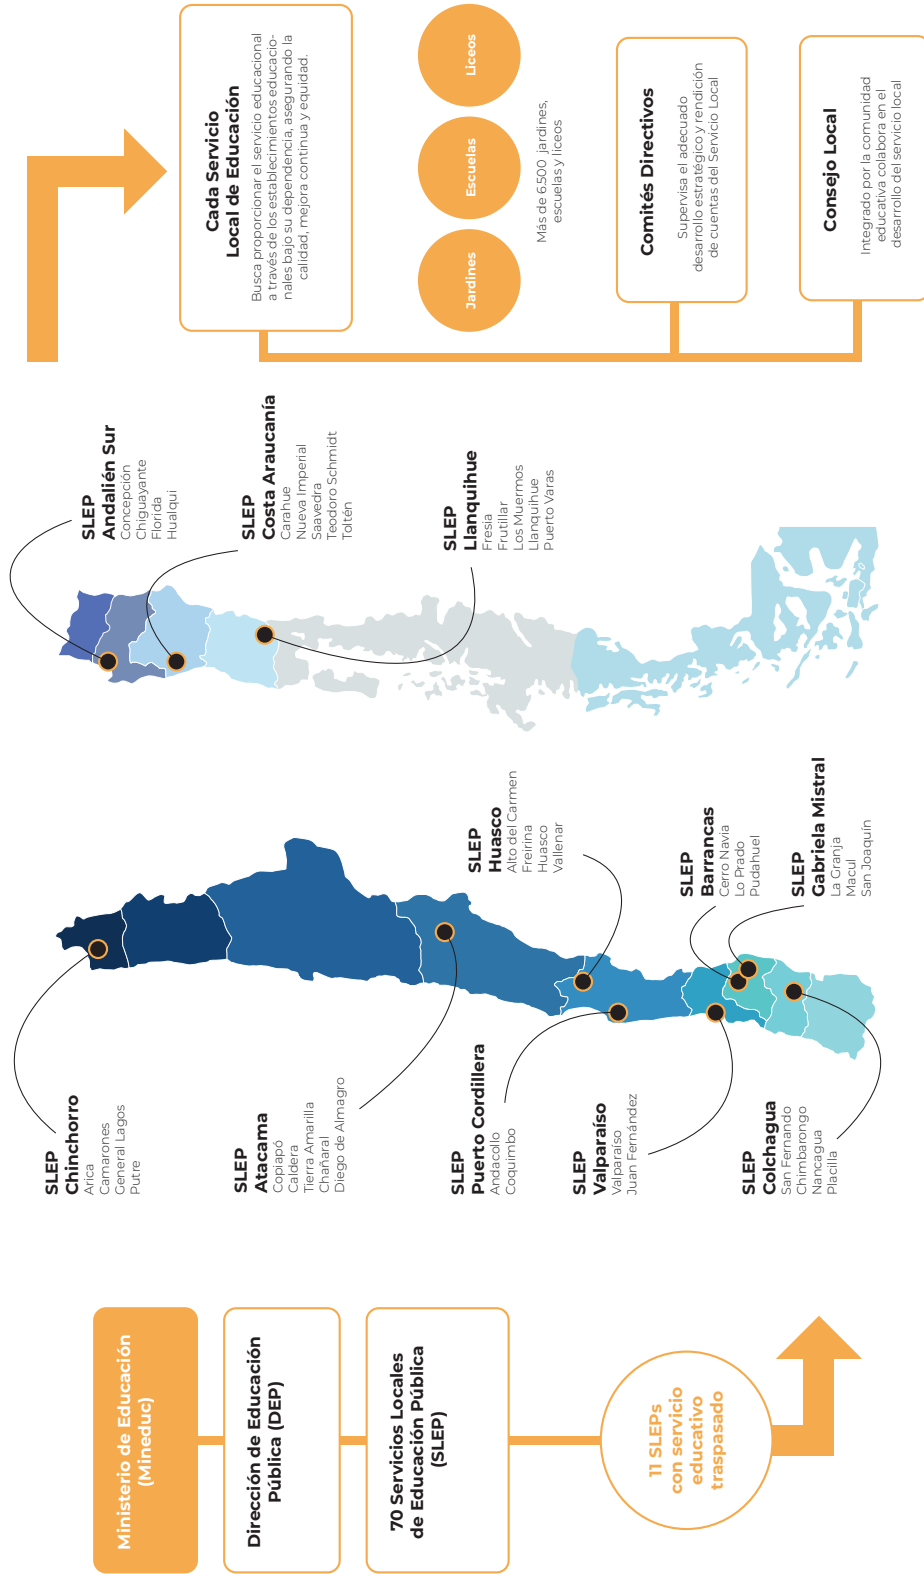 Ministerio de Educación
(Mineduc)
Dirección de Educación
Pública (DEP)
70 Servicios Locales
de Educación Pública
(SLEP)
11 SLEPs
con servicio
educativo
traspasado
SLEP
Chinchorro
Arica
Camarones
General Lagos
Putre
SLEP
Atacama
Copiapó
Caldera
Tierra Amarilla
Chañaral
Diego de Almagro
SLEP
Puerto Cordillera
Andacollo
Coquimbo
SLEP
Valparaíso
Valparaíso
Juan Fernández
SLEP
Colchagua
San Fernando
Chimbarongo
Nancagua
Placilla
SLEP
Huasco
Alto del Carmen
Freirina
Huasco
Vallenar
SLEP
Barrancas
Cerro Navia
Lo Prado
Pudahuel
SLEP
Gabriela Mistral
La Granja
Macul
San Joaquín
SLEP
Andalién Sur
Concepción
Chiguayante
Florida
Hualqui
SLEP
Costa Araucanía
Carahue
Nueva Imperial
Saavedra
Teodoro Schmidt
Toltén
SLEP
Llanquihue
Fresia
Frutillar
Los Muermos
Llanquihue
Puerto Varas
Cada Servicio
Local de Educación
Busca proporcionar el servicio educacional
a través de los establecimientos educacio-
nales bajo su dependencia, asegurando la
calidad, mejora continua y equidad.
Jardines
Escuelas
Liceos
Más de 6.500 jardines,
escuelas y liceos
Comités Directivos
Supervisa el adecuado
desarrollo estratégico y rendición
de cuentas del Servicio Local
Consejo Local
Integrado por la comunidad
educativa colabora en el
desarrollo del servicio local